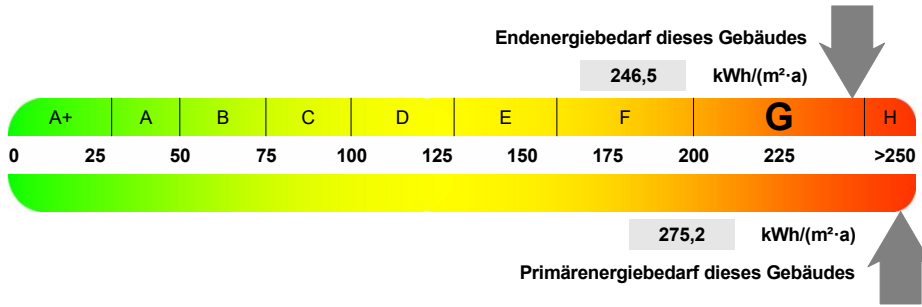 Endenergiebedarf dieses Gebäudes
246,5 kWh/(m²·a)
A+ A B C D E F G H
0 25 50 75 100 125 150 175 200 225 >250
275,2 kWh/(m²·a)
Primärenergiebedarf dieses Gebäudes